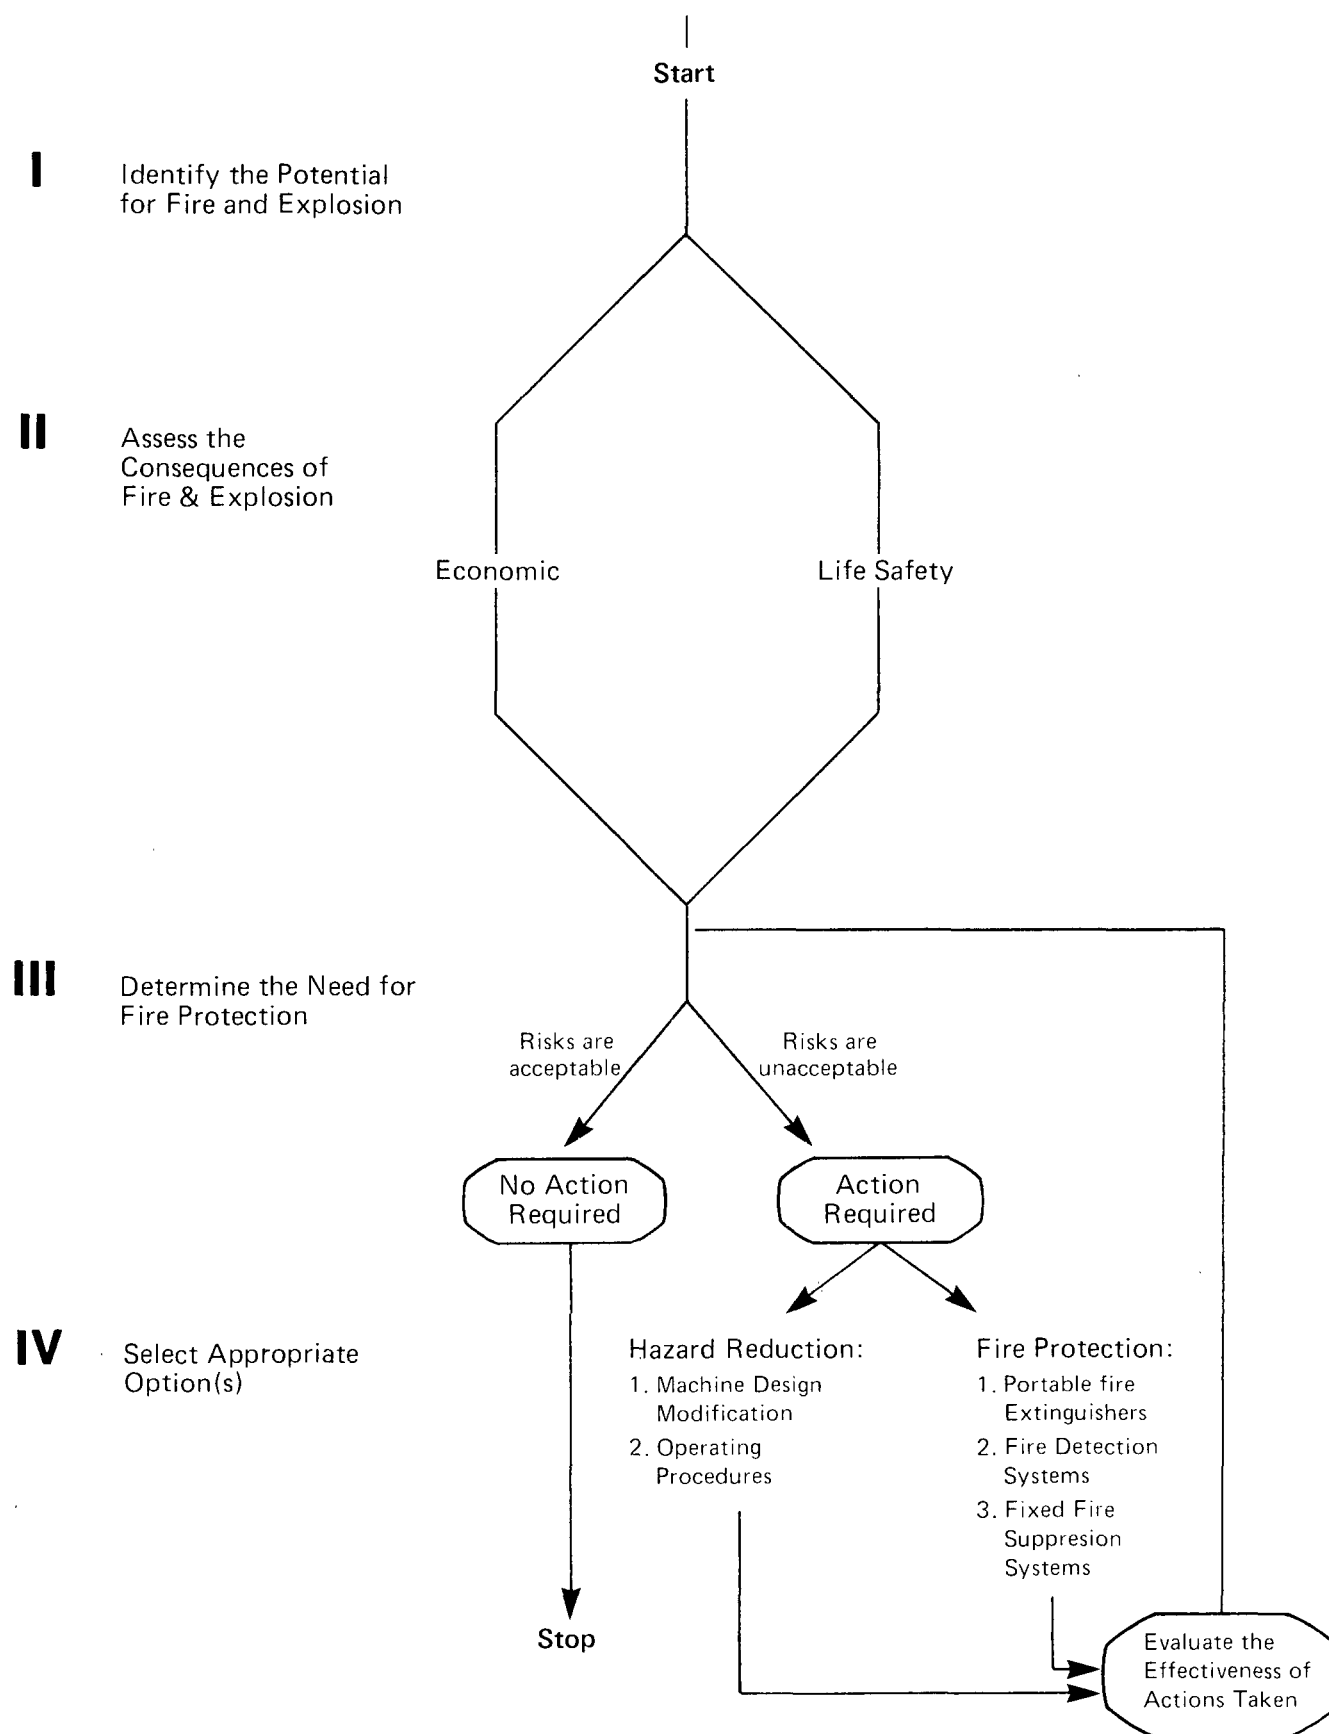 Start
I
Identify the Potential
for Fire and Explosion
II
Assess the
Consequences of
Fire & Explosion
Economic
Life Safety
III
Determine the Need for
Fire Protection
Risks are
acceptable
Risks are
unacceptable
No Action
Required
Action
Required
IV
Select Appropriate
Option(s)
Hazard Reduction:
1. Machine Design
Modification
2. Operating
Procedures
Fire Protection:
1. Portable fire
Extinguishers
2. Fire Detection
Systems
3. Fixed Fire
Suppresion
Systems
Stop
Evaluate the
Effectiveness of
Actions Taken